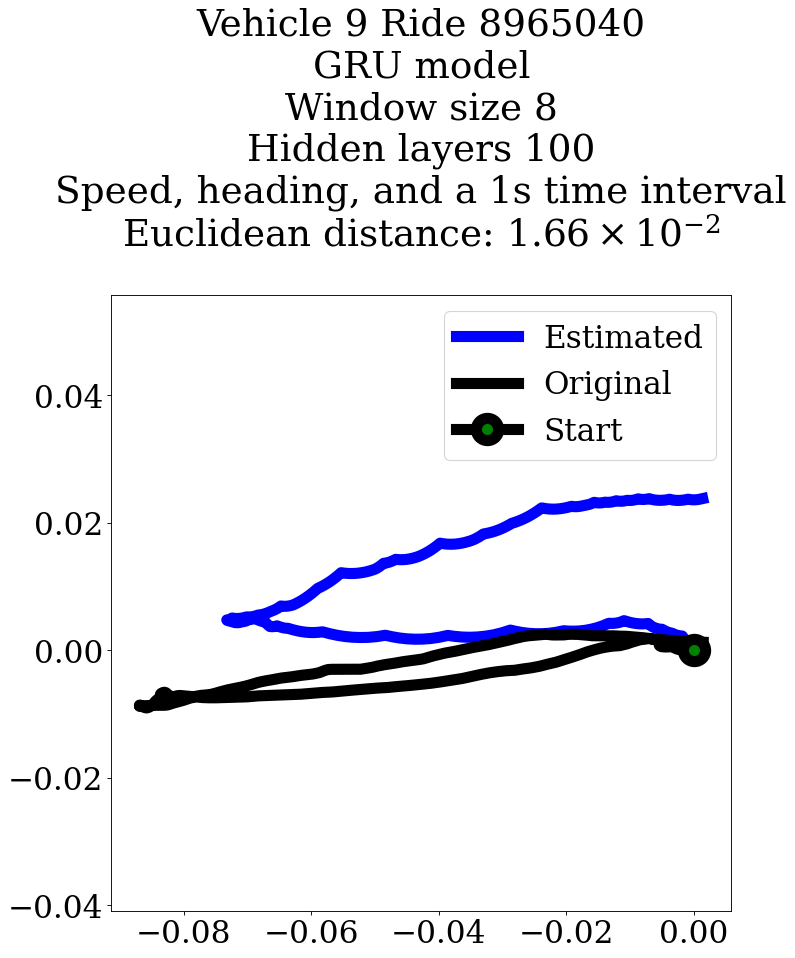 Vehicle 9 Ride 8965040
GRU model
Window size 8
Hidden layers 100
Speed, heading, and a 1s time interval
Euclidean distance: 1.66 × 10⁻²
Estimated
Original
Start
0.04
0.02
0.00
−0.02
−0.04
−0.08
−0.06
−0.04
−0.02
0.00